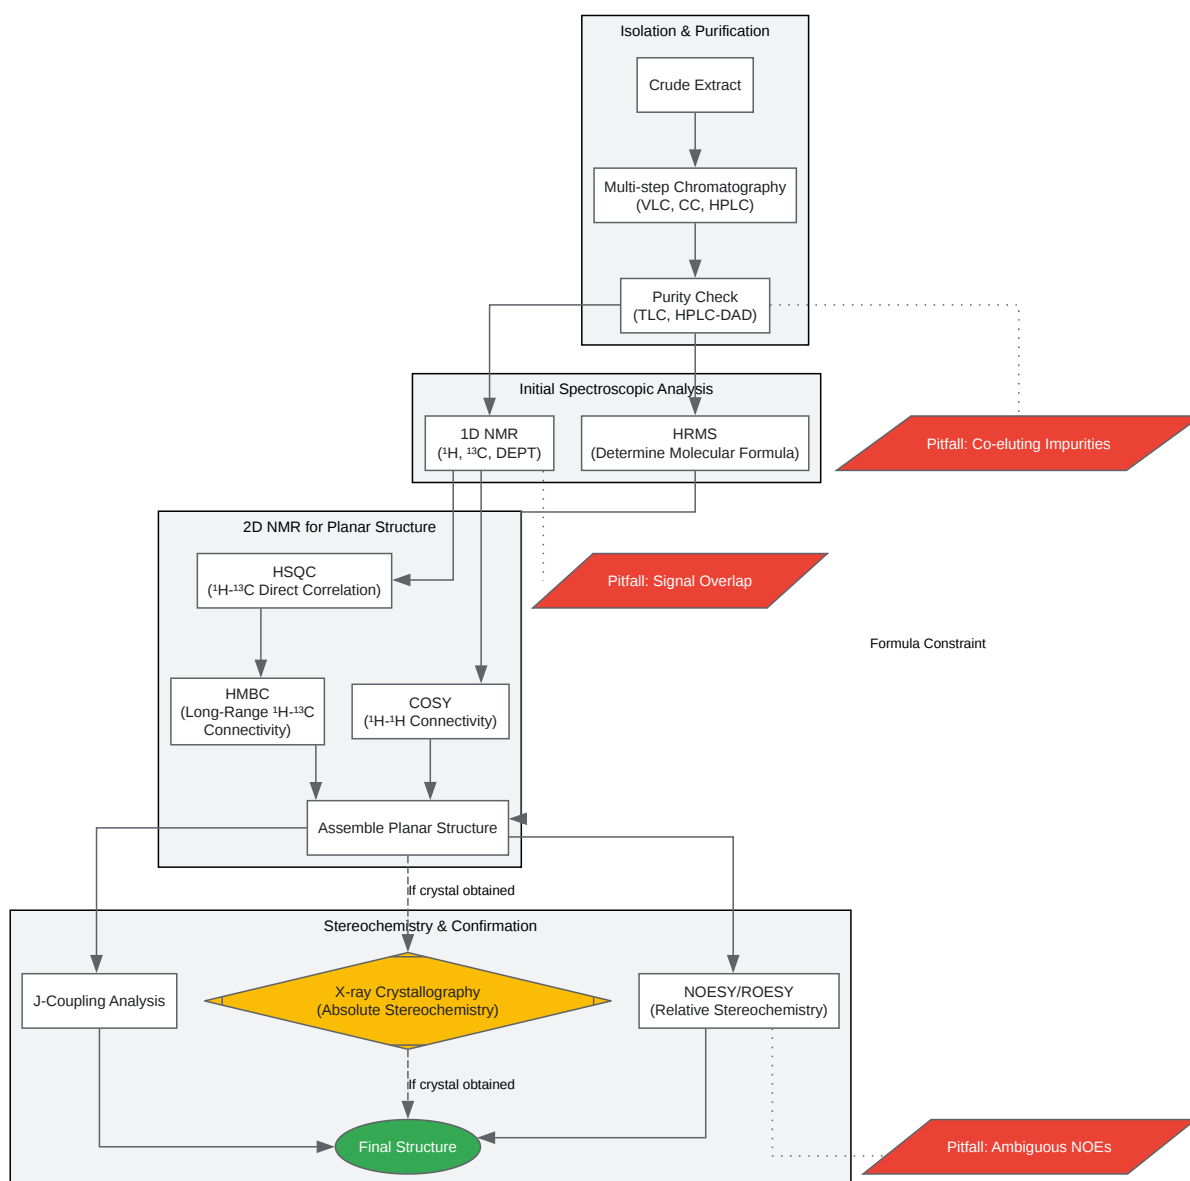 Isolation & Purification
Crude Extract
Multi-step Chromatography
(VLC, CC, HPLC)
Purity Check
(TLC, HPLC-DAD)
Initial Spectroscopic Analysis
1D NMR
(¹H, ¹³C, DEPT)
HRMS
(Determine Molecular Formula)
Pitfall: Co-eluting Impurities
2D NMR for Planar Structure
HSQC
(¹H-¹³C Direct Correlation)
Pitfall: Signal Overlap
Formula Constraint
HMBC
(Long-Range ¹H-¹³C
Connectivity)
COSY
(¹H-¹H Connectivity)
Assemble Planar Structure
If crystal obtained
Stereochemistry & Confirmation
J-Coupling Analysis
X-ray Crystallography
(Absolute Stereochemistry)
NOESY/ROESY
(Relative Stereochemistry)
If crystal obtained
Final Structure
Pitfall: Ambiguous NOEs